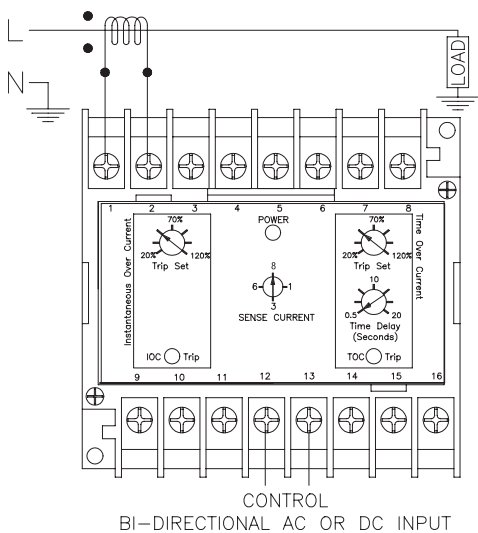 L
N
LOAD
1 2 3 4 5 6 7 8
Instantaneous Over Current
70%
20% 120%
Trip Set
IOC Trip
POWER
8
6 1
3
SENSE CURRENT
70%
20% 120%
Trip Set
10
0.5 20
Time Delay
(Seconds)
TOC Trip
Time Over Current
9 10 11 12 13 14 15 16
CONTROL
BI-DIRECTIONAL AC OR DC INPUT